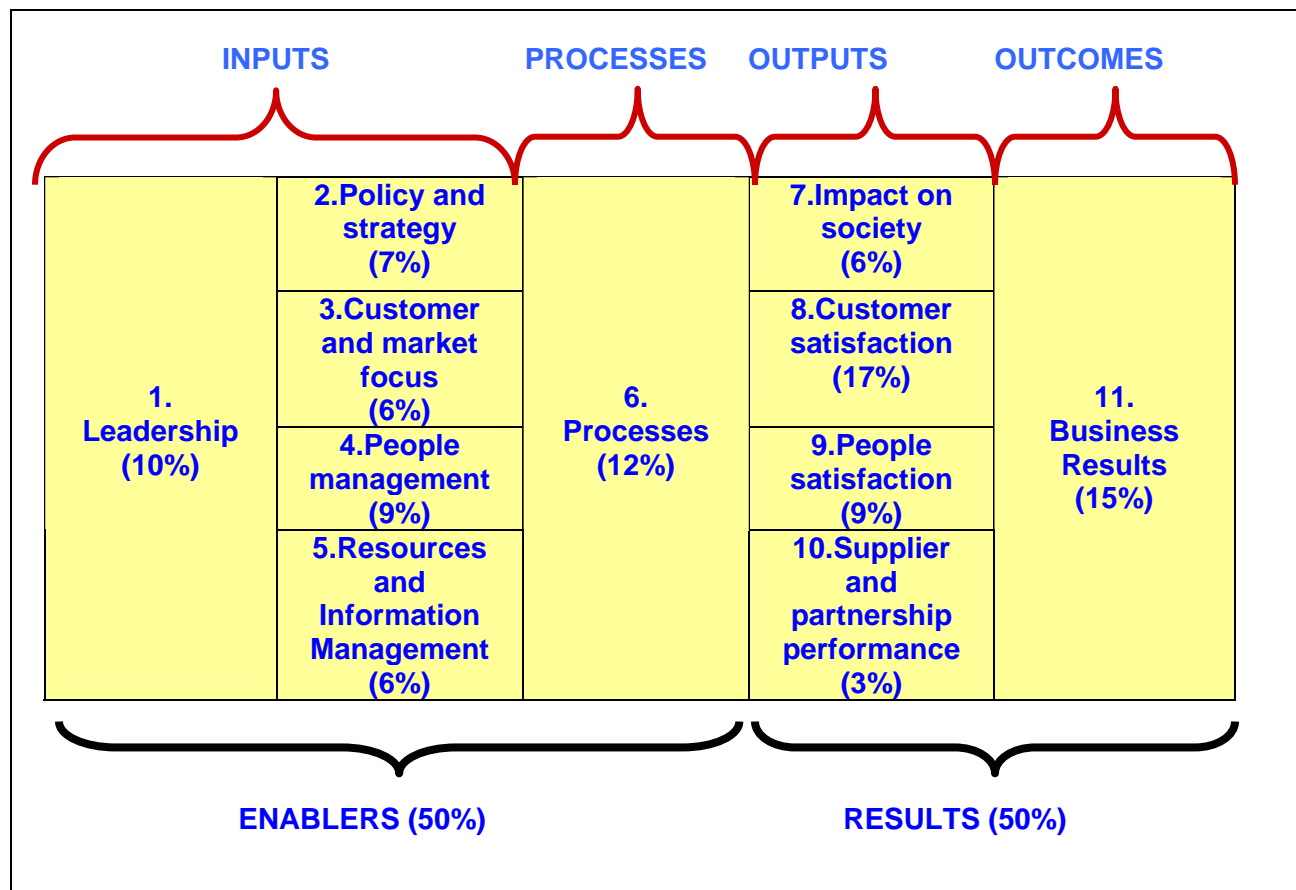 INPUTS
PROCESSES
OUTPUTS
OUTCOMES
1.
Leadership
(10%)
2.Policy and
strategy
(7%)
3.Customer
and market
focus
(6%)
4.People
management
(9%)
5.Resources
and
Information
Management
(6%)
6.
Processes
(12%)
7.Impact on
society
(6%)
8.Customer
satisfaction
(17%)
9.People
satisfaction
(9%)
10.Supplier
and
partnership
performance
(3%)
11.
Business
Results
(15%)
ENABLERS (50%)
RESULTS (50%)